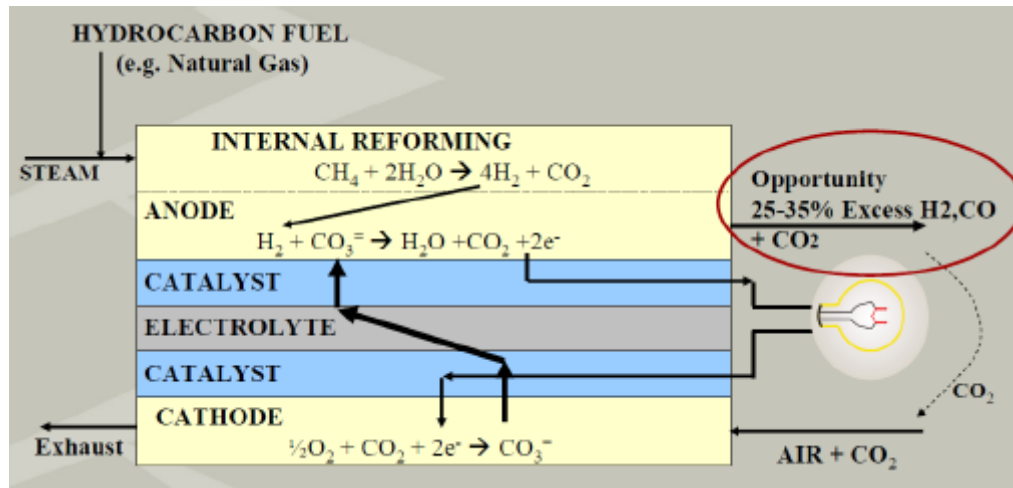 HYDROCARBON FUEL
(e.g. Natural Gas)
STEAM
INTERNAL REFORMING
CH₄ + 2H₂O → 4H₂ + CO₂
ANODE
H₂ + CO₃⁼ → H₂O +CO₂ +2e⁻
CATALYST
ELECTROLYTE
CATALYST
CATHODE
½O₂ + CO₂ + 2e⁻ → CO₃⁼
Exhaust
Opportunity
25-35% Excess H2,CO
+ CO2
CO₂
AIR + CO₂